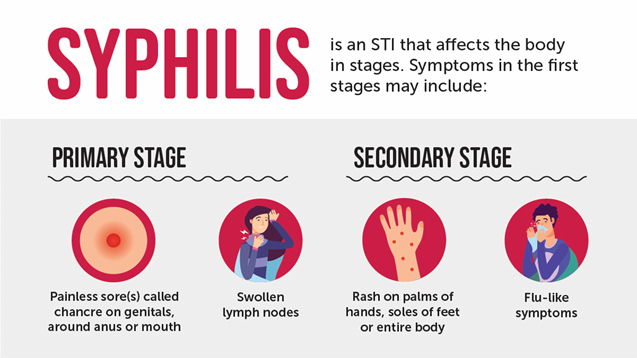 SYPHILIS
is an STI that affects the body
in stages. Symptoms in the first
stages may include:
PRIMARY STAGE
Painless sore(s) called
chancre on genitals,
around anus or mouth
Swollen
lymph nodes
SECONDARY STAGE
Rash on palms of
hands, soles of feet
or entire body
Flu-like
symptoms